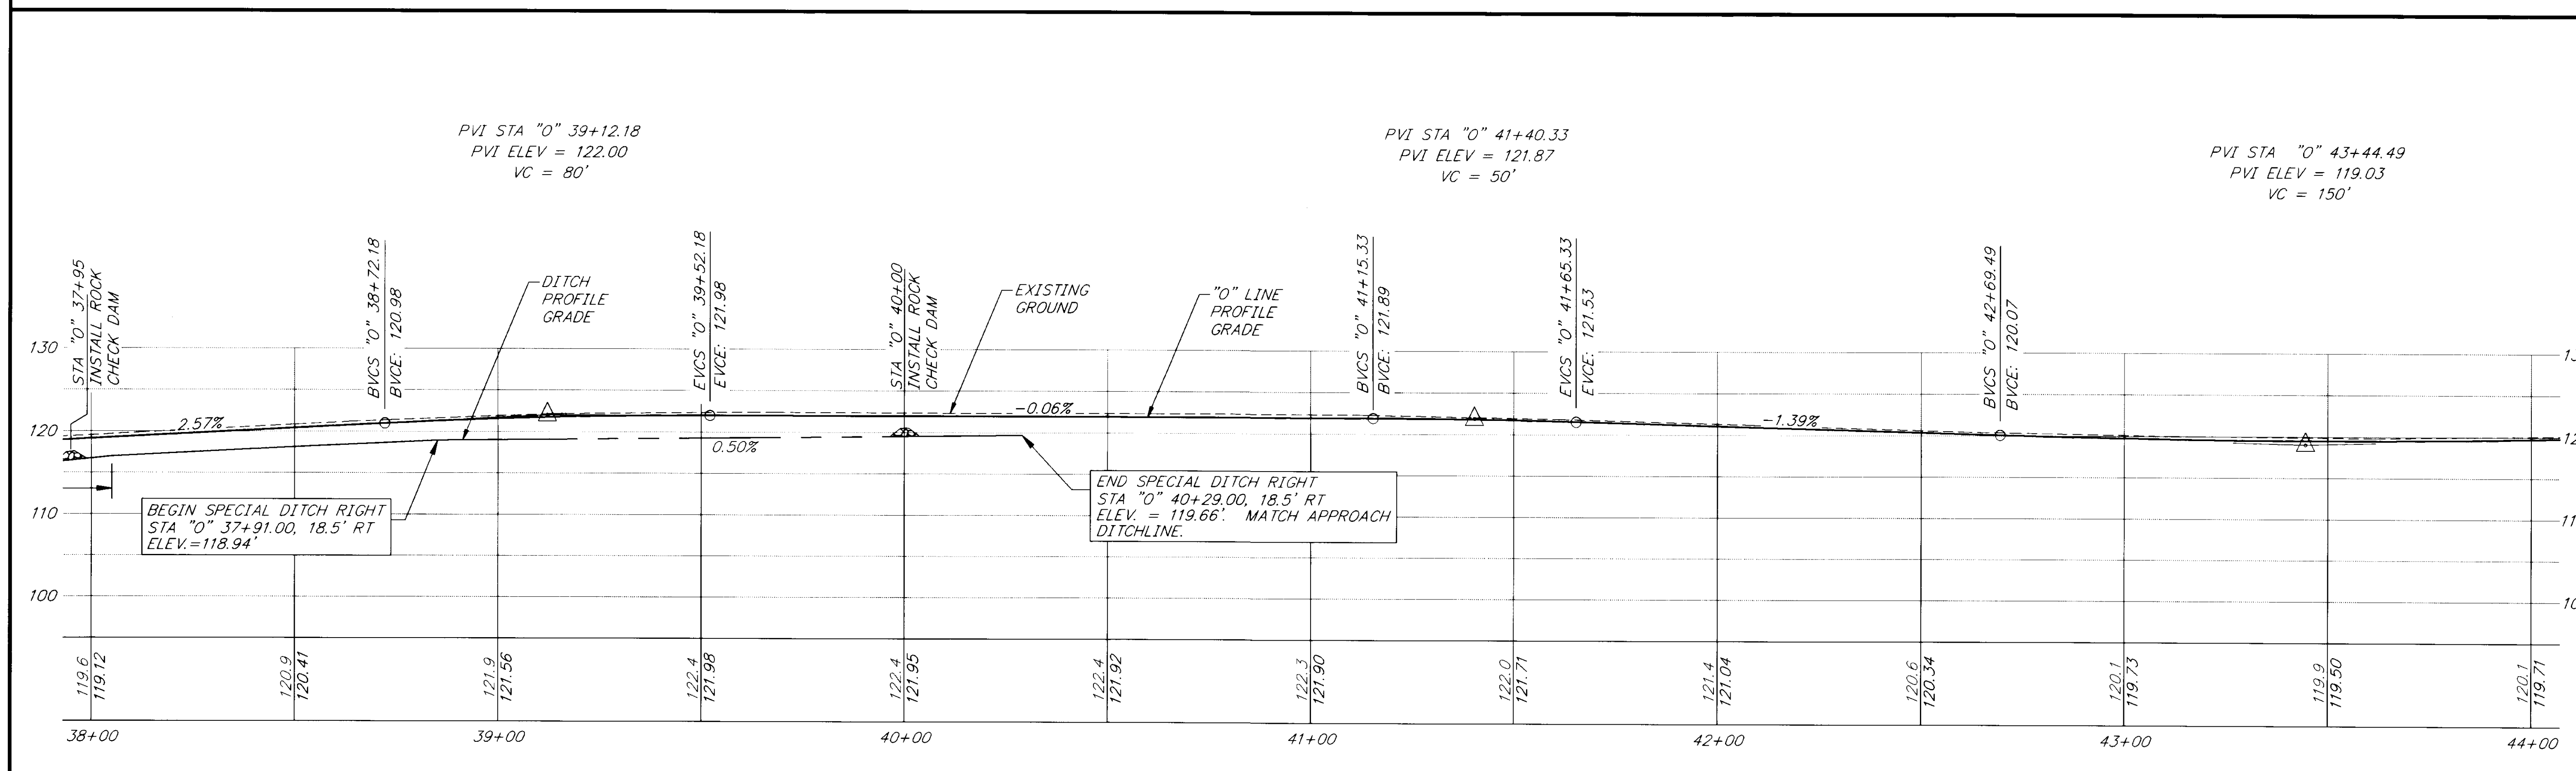 PVI STA "O" 39+12.18
PVI ELEV = 122.00
VC = 80'
PVI STA "O" 41+40.33
PVI ELEV = 121.87
VC = 50'
PVI STA "O" 43+44.49
PVI ELEV = 119.03
VC = 150'
STA "O" 37+95
INSTALL ROCK
CHECK DAM
BVCS "O" 38+72.18
BVCE: 120.98
DITCH
PROFILE
GRADE
EVCS "O" 39+52.18
EVCE: 121.98
STA "O" 40+00
INSTALL ROCK
CHECK DAM
EXISTING
GROUND
"O" LINE
PROFILE
GRADE
BVCS "O" 41+15.33
BVCE: 121.89
EVCS "O" 41+65.33
EVCE: 121.53
BVCS "O" 42+69.49
BVCE: 120.07
130
120
110
100
2.57%
0.50%
-0.06%
-1.39%
BEGIN SPECIAL DITCH RIGHT
STA "O" 37+91.00, 18.5' RT
ELEV.=118.94'
END SPECIAL DITCH RIGHT
STA "O" 40+29.00, 18.5' RT
ELEV. = 119.66'. MATCH APPROACH
DITCHLINE.
119.6
119.12
120.9
120.41
121.9
121.56
122.4
121.98
122.4
121.95
122.4
121.92
122.3
121.90
122.0
121.71
121.4
121.04
120.6
120.34
120.1
119.73
119.9
119.50
120.1
119.71
38+00
39+00
40+00
41+00
42+00
43+00
44+00